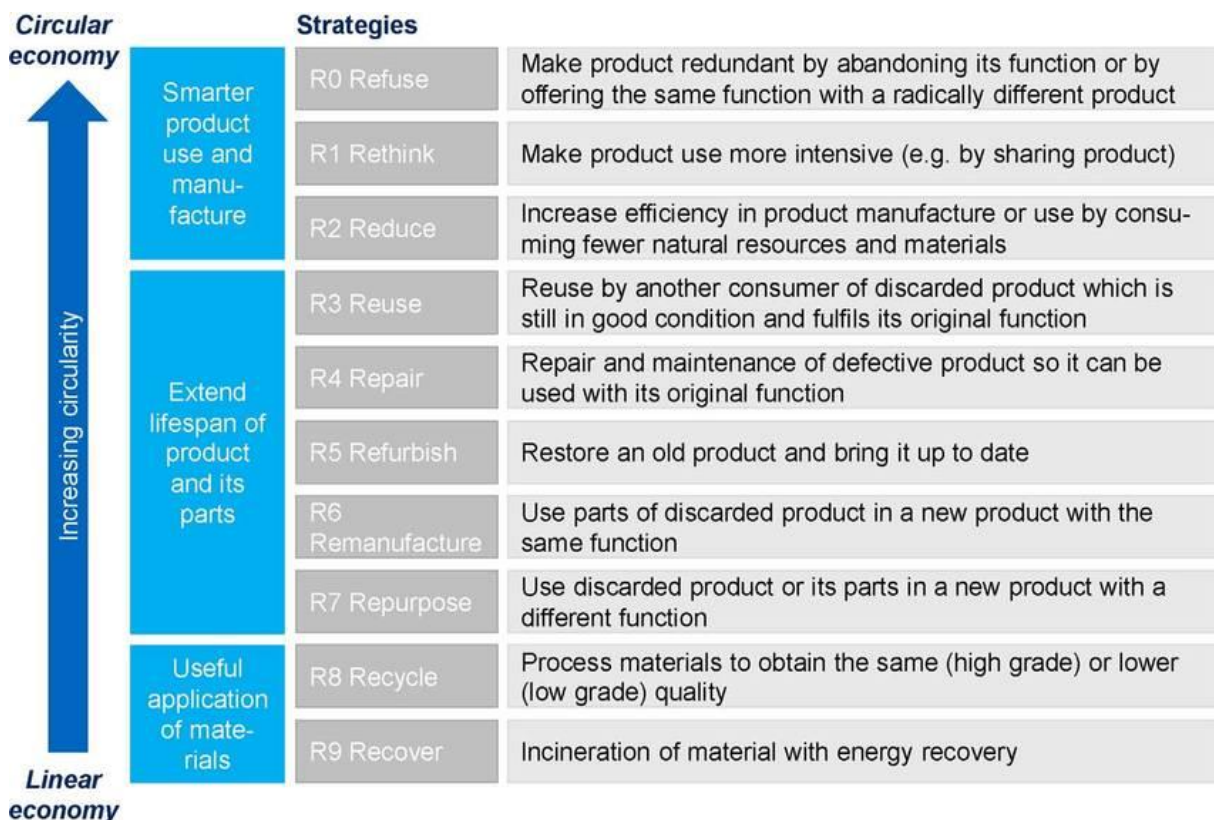 Circular
economy
Strategies
Increasing circularity
Smarter
product
use and
manu-
facture
R0 Refuse
Make product redundant by abandoning its function or by
offering the same function with a radically different product
R1 Rethink
Make product use more intensive (e.g. by sharing product)
R2 Reduce
Increase efficiency in product manufacture or use by consu-
ming fewer natural resources and materials
Extend
lifespan of
product
and its
parts
R3 Reuse
Reuse by another consumer of discarded product which is
still in good condition and fulfils its original function
R4 Repair
Repair and maintenance of defective product so it can be
used with its original function
R5 Refurbish
Restore an old product and bring it up to date
R6
Remanufacture
Use parts of discarded product in a new product with the
same function
R7 Repurpose
Use discarded product or its parts in a new product with a
different function
Useful
application
of mate-
rials
R8 Recycle
Process materials to obtain the same (high grade) or lower
(low grade) quality
R9 Recover
Incineration of material with energy recovery
Linear
economy